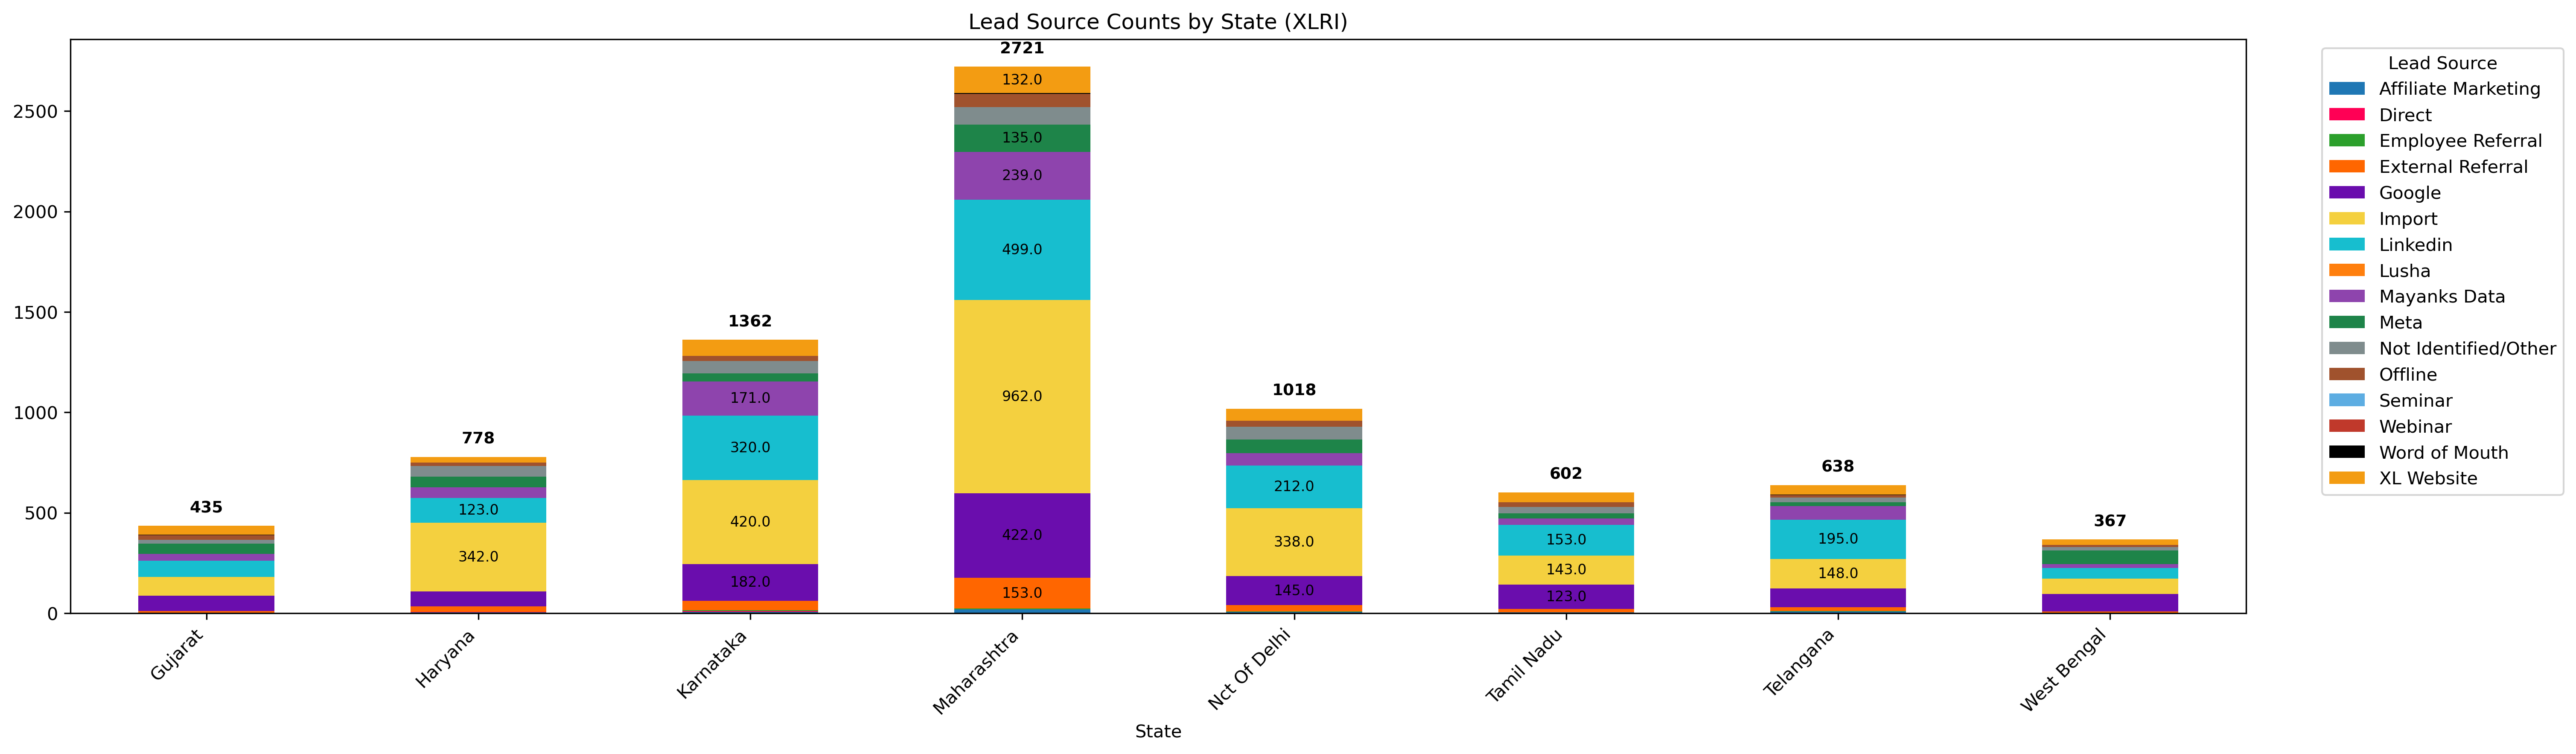 Lead Source Counts by State (XLRI)
2500
2000
1500
1000
500
0
435
778
123.0
342.0
1362
171.0
320.0
420.0
182.0
2721
132.0
135.0
239.0
499.0
962.0
422.0
153.0
1018
212.0
338.0
145.0
602
153.0
143.0
123.0
638
195.0
148.0
367
Gujarat
Haryana
Karnataka
Maharashtra
Nct Of Delhi
Tamil Nadu
Telangana
West Bengal
State
Lead Source
Affiliate Marketing
Direct
Employee Referral
External Referral
Google
Import
Linkedin
Lusha
Mayanks Data
Meta
Not Identified/Other
Offline
Seminar
Webinar
Word of Mouth
XL Website